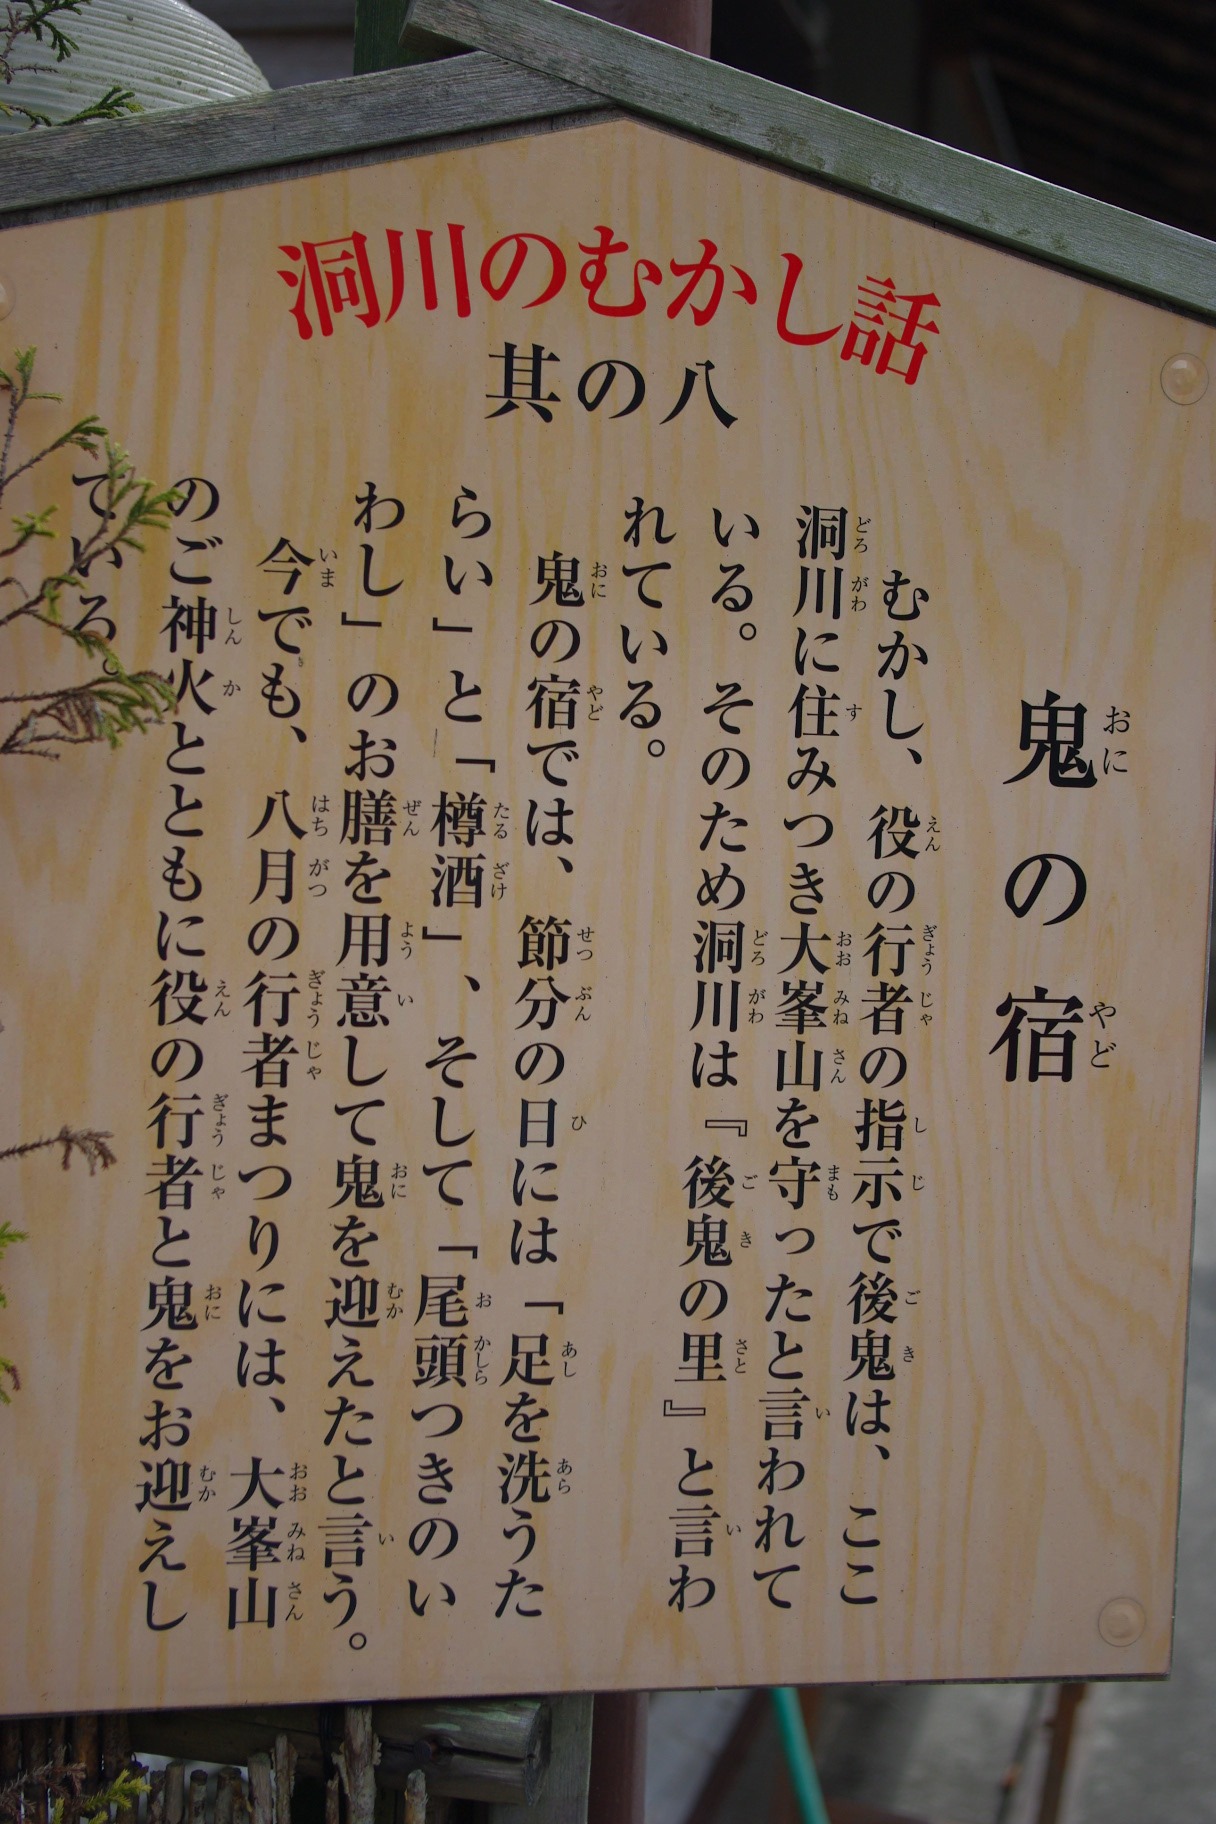 洞川のむかし話
其の八
鬼の宿
むかし、役の行者の指示で後鬼は、ここ
洞川に住みつき大峯山を守ったと言われて
いる。そのため洞川は『後鬼の里』と言わ
れている。
鬼の宿では、節分の日には「足を洗うた
らい」と「樽酒」、そして「尾頭つきのい
わし」のお膳を用意して鬼を迎えたと言う。
今でも、八月の行者まつりには、大峯山
のご神火とともに役の行者と鬼をお迎えし
ている。